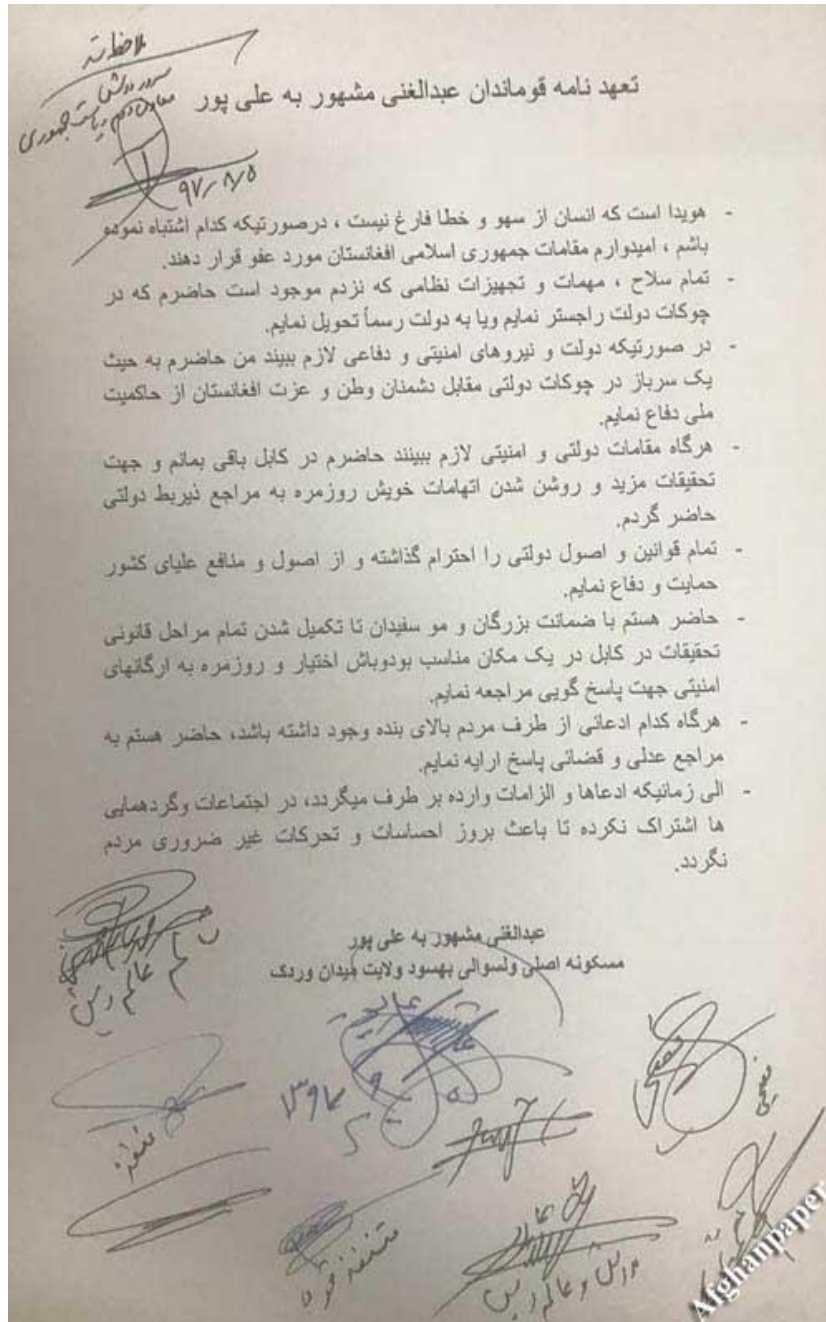 ملاحظه شد
سرور دانش
معاون دوم ریاست جمهوری
۹۷/۸/۵
تعهد نامه قوماندان عبدالغنی مشهور به علی پور
- هویدا است که انسان از سهو و خطا فارغ نیست ، درصورتیکه کدام اشتباه نموده
باشم ، امیدوارم مقامات جمهوری اسلامی افغانستان مورد عفو قرار دهند.
- تمام سلاح ، مهمات و تجهیزات نظامی که نزدم موجود است حاضرم که در
چوکات دولت راجستر نمایم ویا به دولت رسماً تحویل نمایم.
- در صورتیکه دولت و نیروهای امنیتی و دفاعی لازم ببیند من حاضرم به حیث
یک سرباز در چوکات دولتی مقابل دشمنان وطن و عزت افغانستان از حاکمیت
ملی دفاع نمایم.
- هرگاه مقامات دولتی و امنیتی لازم ببینند حاضرم در کابل باقی بمانم و جهت
تحقیقات مزید و روشن شدن اتهامات خویش روزمره به مراجع ذیربط دولتی
حاضر گردم.
- تمام قوانین و اصول دولتی را احترام گذاشته و از اصول و منافع علیای کشور
حمایت و دفاع نمایم.
- حاضر هستم با ضمانت بزرگان و مو سفیدان تا تکمیل شدن تمام مراحل قانونی
تحقیقات در کابل در یک مکان مناسب بودوباش اختیار و روزمره به ارگانهای
امنیتی جهت پاسخ گویی مراجعه نمایم.
- هرگاه کدام ادعائی از طرف مردم بالای بنده وجود داشته باشد، حاضر هستم به
مراجع عدلی و قضائی پاسخ ارایه نمایم.
- الی زمانیکه ادعاها و الزامات وارده بر طرف میگردد، در اجتماعات وگردهمایی
ها اشتراک نکرده تا باعث بروز احساسات و تحرکات غیر ضروری مردم
نگردد.
عبدالغنی مشهور به علی پور
مسکونه اصلی ولسوالی بهسود ولایت میدان وردک
Afghanpaper